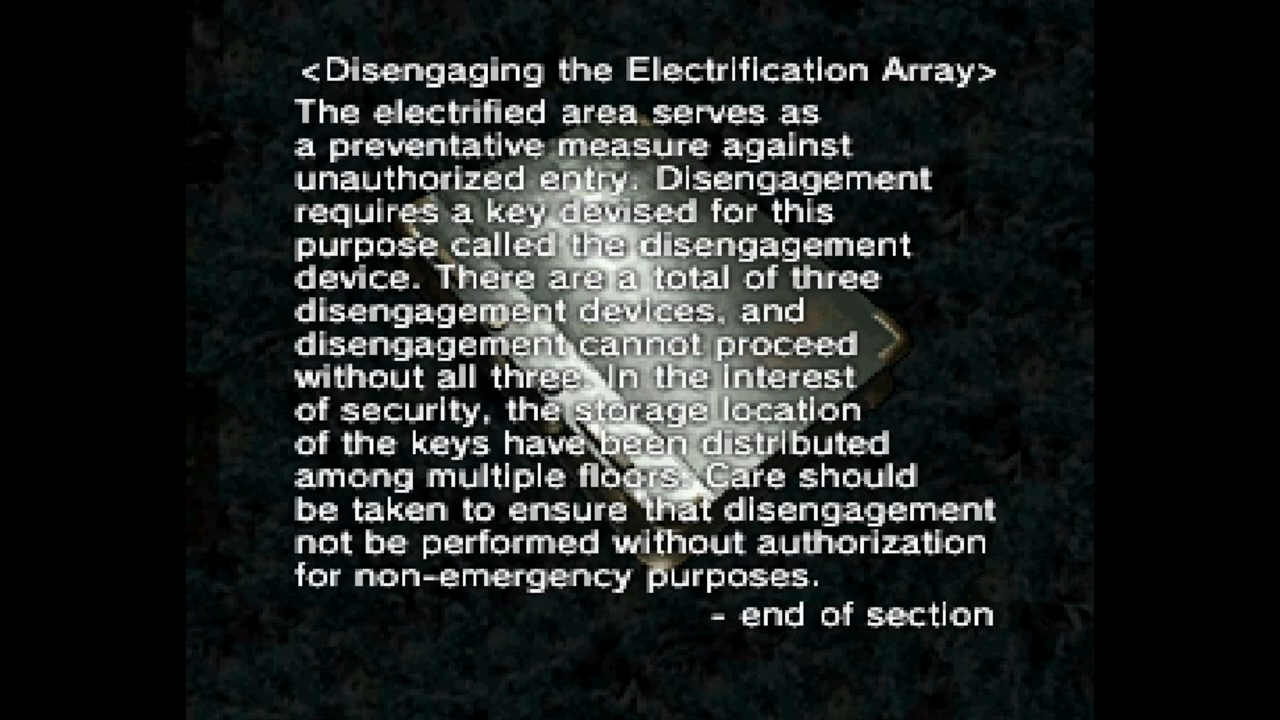 <Disengaging the Electrification Array>
The electrified area serves as
a preventative measure against
unauthorized entry. Disengagement
requires a key devised for this
purpose called the disengagement
device. There are a total of three
disengagement devices, and
disengagement cannot proceed
without all three. In the interest
of security, the storage location
of the keys have been distributed
among multiple floors. Care should
be taken to ensure that disengagement
not be performed without authorization
for non-emergency purposes.
- end of section